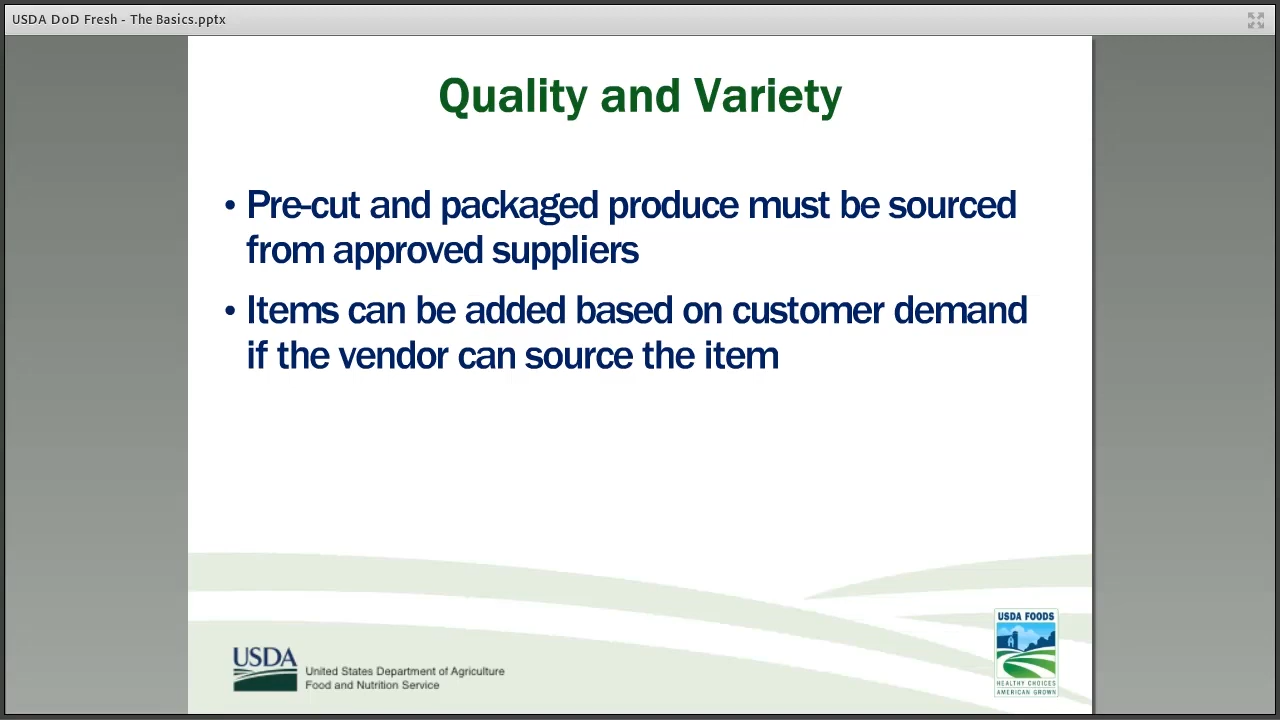 USDA DoD Fresh - The Basics.pptx
Quality and Variety
• Pre-cut and packaged produce must be sourced
from approved suppliers
• Items can be added based on customer demand
if the vendor can source the item
USDA
United States Department of Agriculture
Food and Nutrition Service
USDA FOODS
HEALTHY CHOICES
AMERICAN GROWN